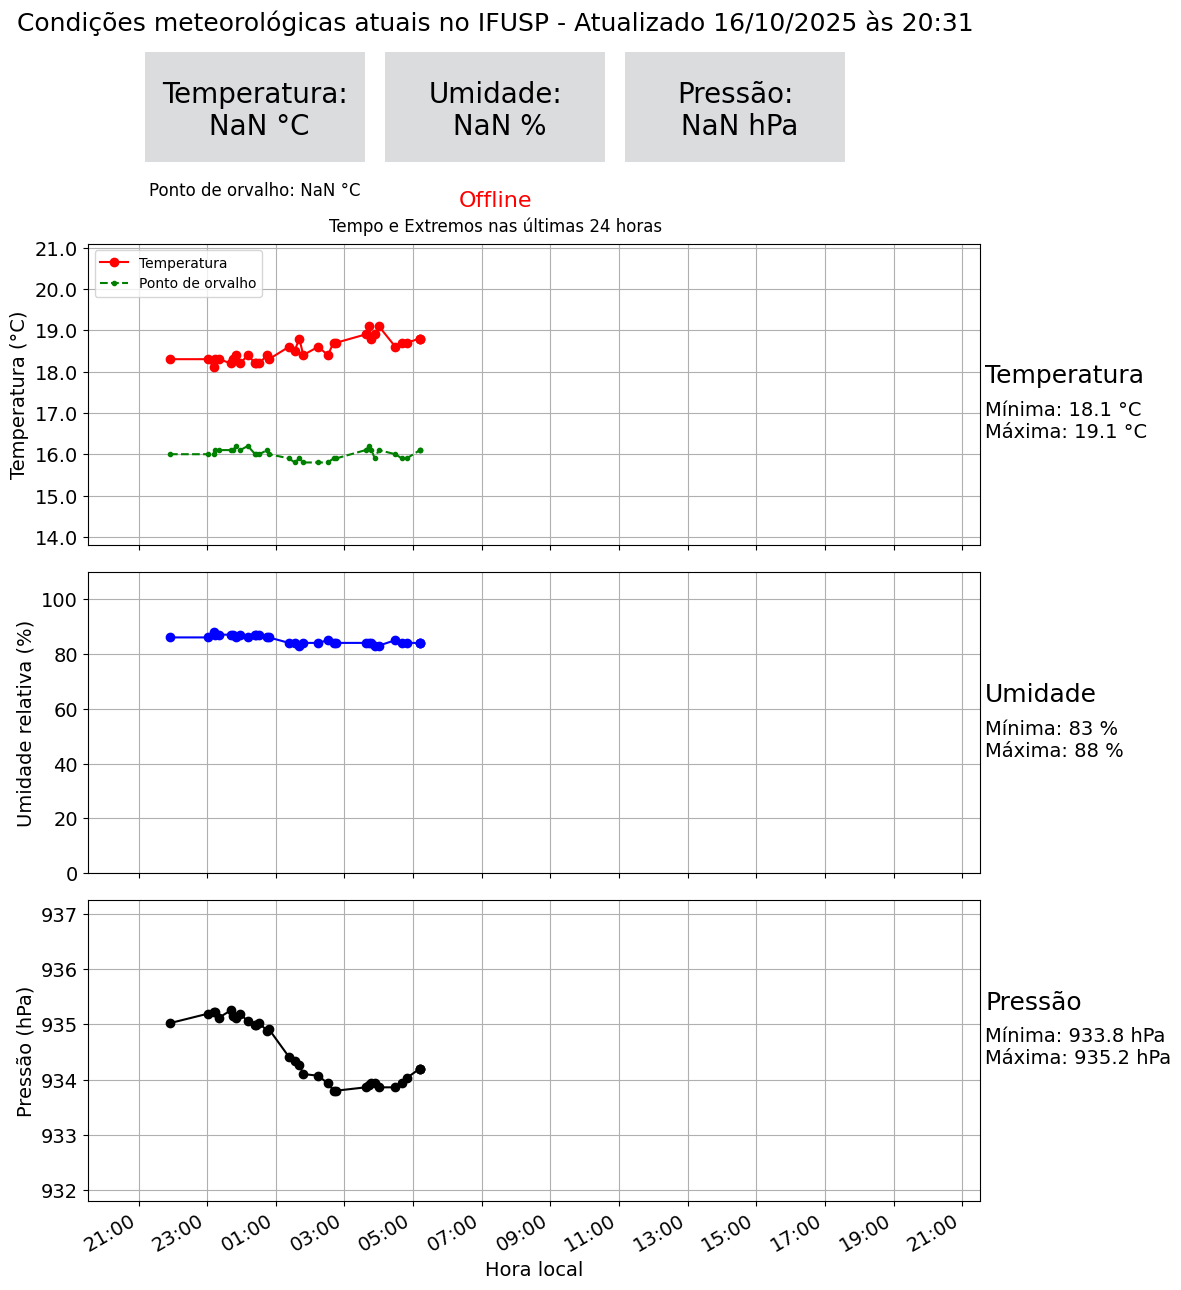 Condições meteorológicas atuais no IFUSP - Atualizado 16/10/2025 às 20:31
Temperatura:
NaN °C
Umidade:
NaN %
Pressão:
NaN hPa
Ponto de orvalho: NaN °C
Offline
Tempo e Extremos nas últimas 24 horas
Temperatura
Ponto de orvalho
21.0
20.0
19.0
18.0
17.0
16.0
15.0
14.0
Temperatura (°C)
Temperatura
Mínima: 18.1 °C
Máxima: 19.1 °C
100
80
60
40
20
0
Umidade relativa (%)
Umidade
Mínima: 83 %
Máxima: 88 %
937
936
935
934
933
932
Pressão (hPa)
Pressão
Mínima: 933.8 hPa
Máxima: 935.2 hPa
21:00
23:00
01:00
03:00
05:00
07:00
09:00
11:00
13:00
15:00
17:00
19:00
21:00
Hora local